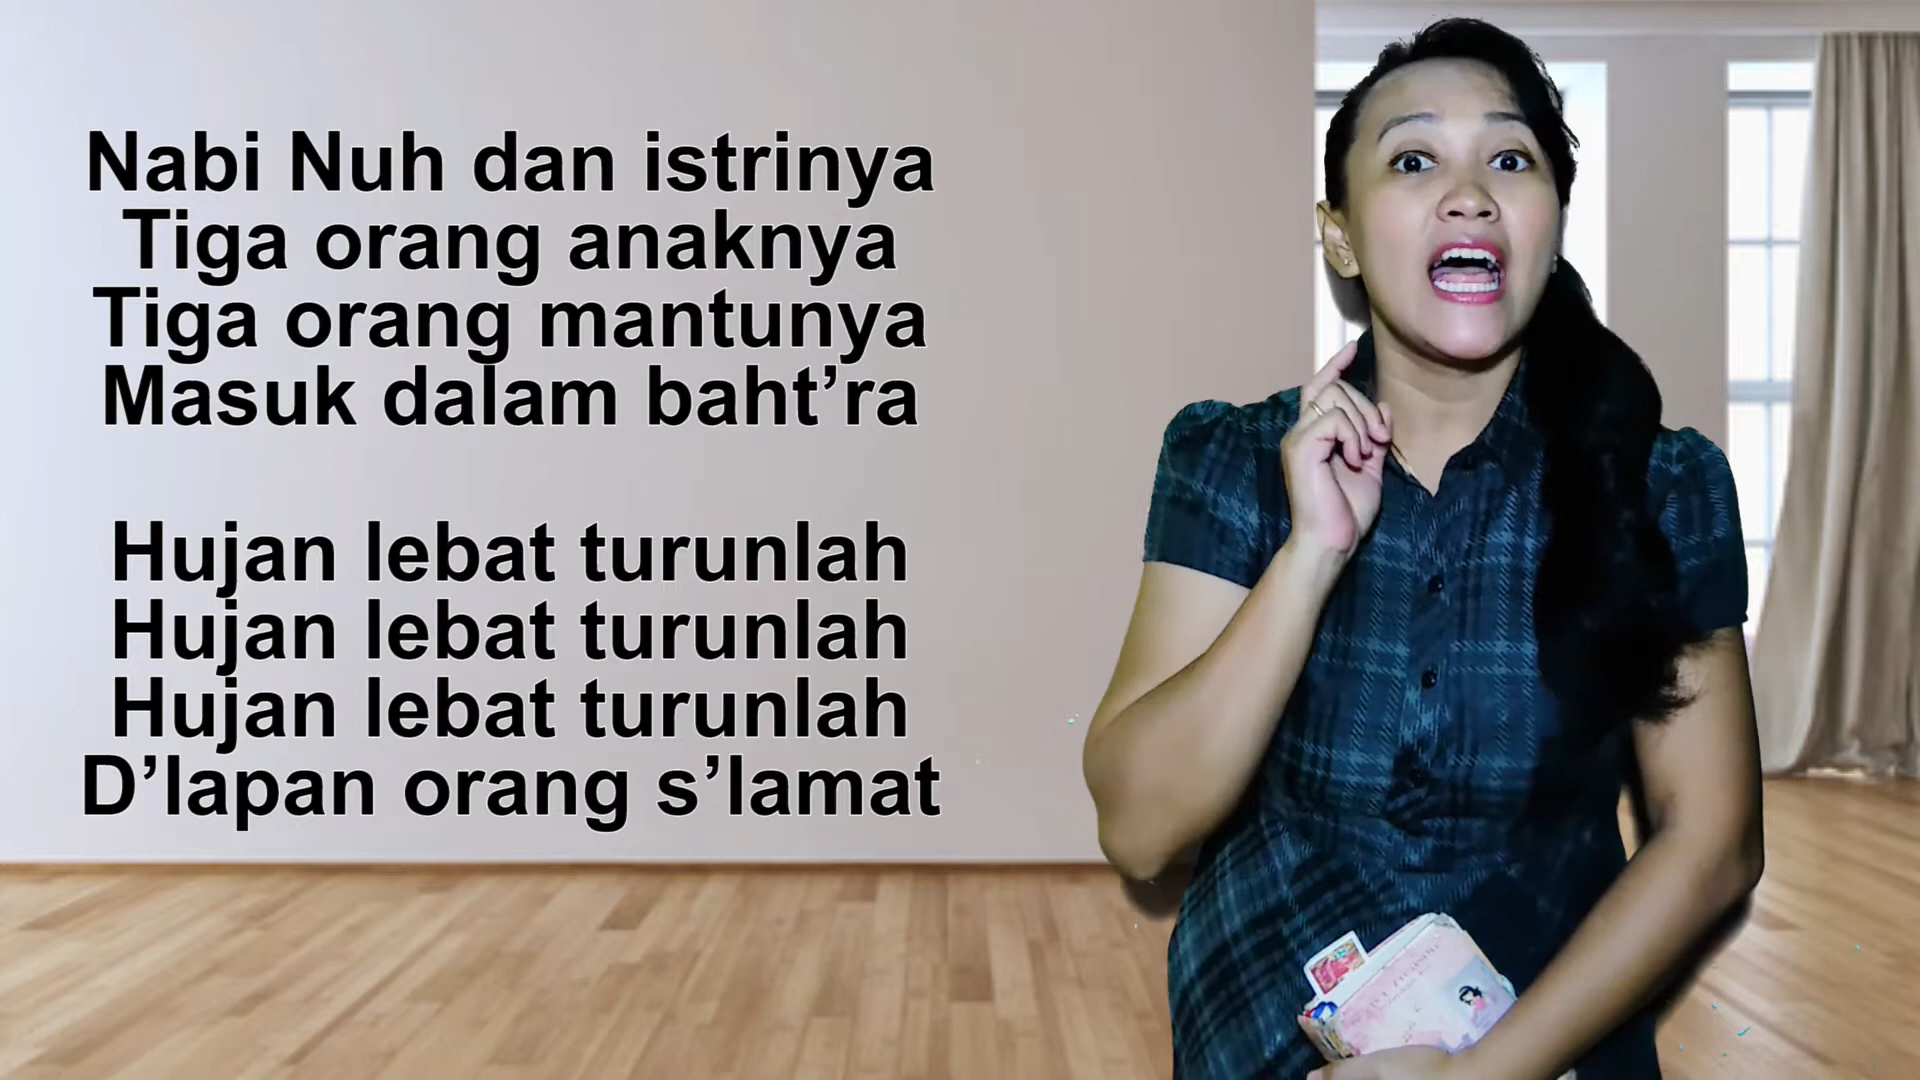 Nabi Nuh dan istrinya
Tiga orang anaknya
Tiga orang mantunya
Masuk dalam baht’ra
Hujan lebat turunlah
Hujan lebat turunlah
Hujan lebat turunlah
D’lapan orang s’lamat